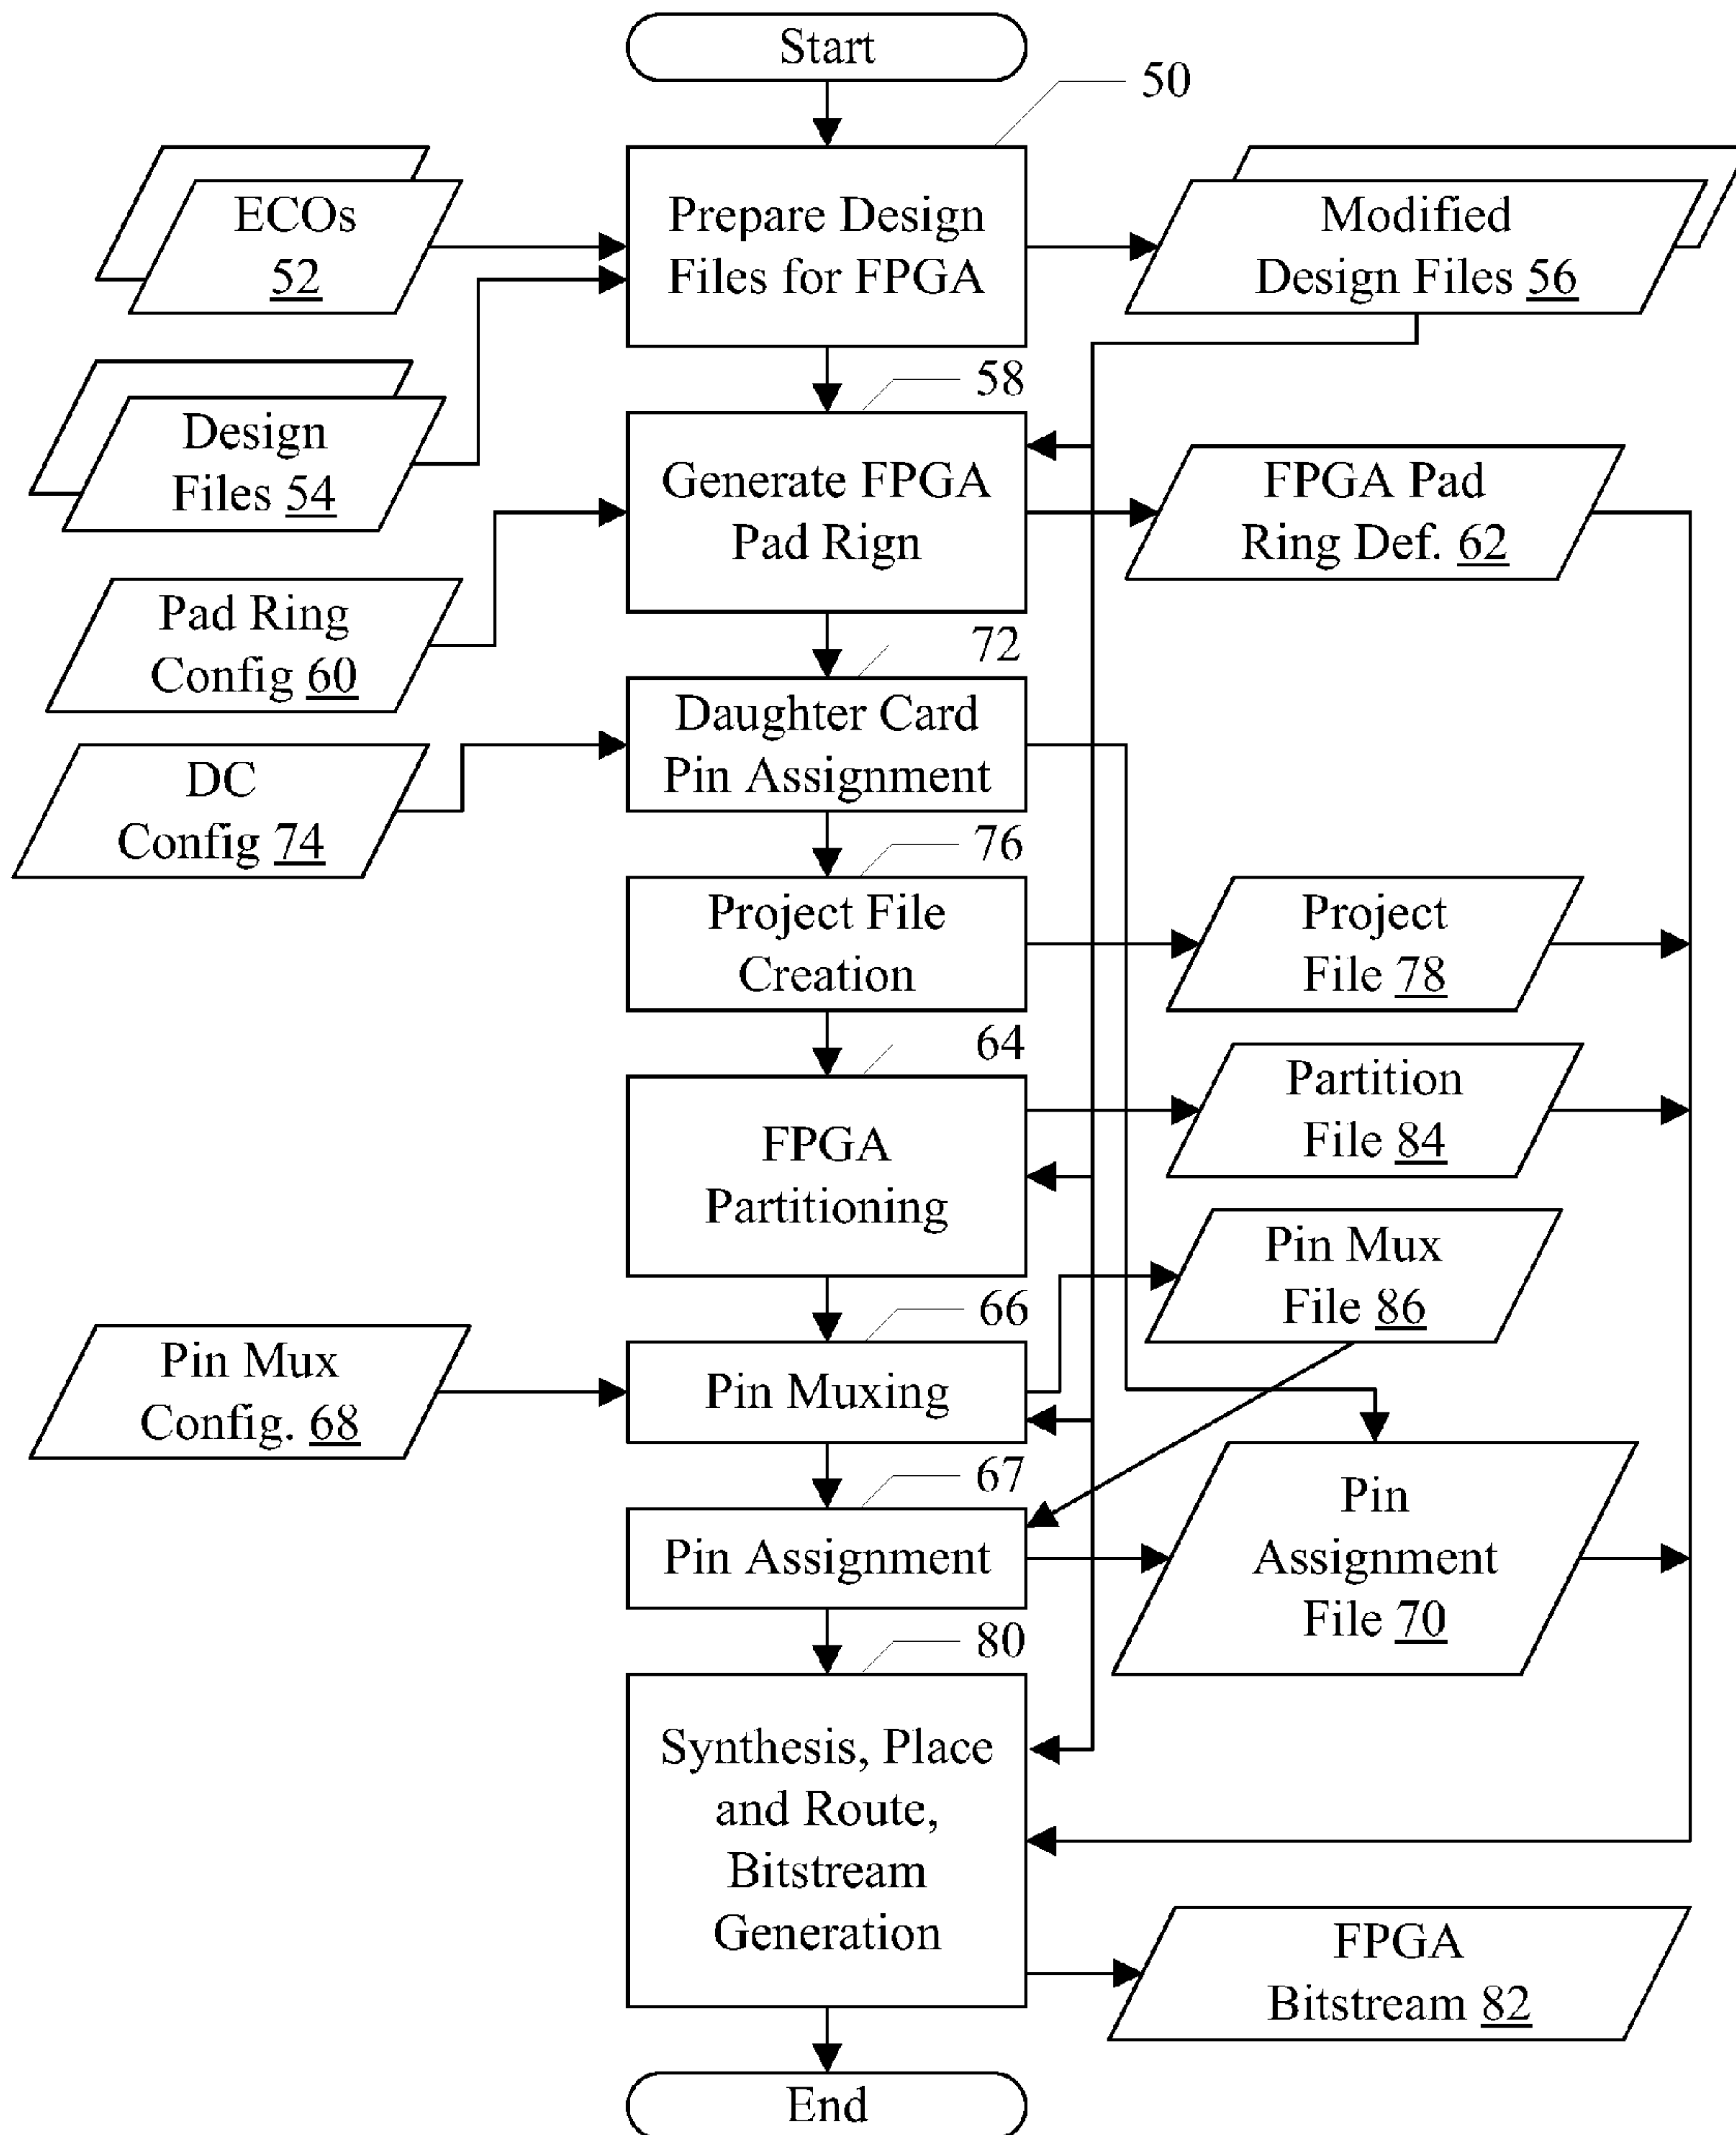 Start
50
ECOs
52
Prepare Design
Files for FPGA
Modified
Design Files 56
58
Design
Files 54
Generate FPGA
Pad Rign
FPGA Pad
Ring Def. 62
Pad Ring
Config 60
72
Daughter Card
Pin Assignment
DC
Config 74
76
Project File
Creation
Project
File 78
64
FPGA
Partitioning
Partition
File 84
Pin Mux
File 86
66
Pin Mux
Config. 68
Pin Muxing
67
Pin Assignment
Pin
Assignment
File 70
80
Synthesis, Place
and Route,
Bitstream
Generation
FPGA
Bitstream 82
End